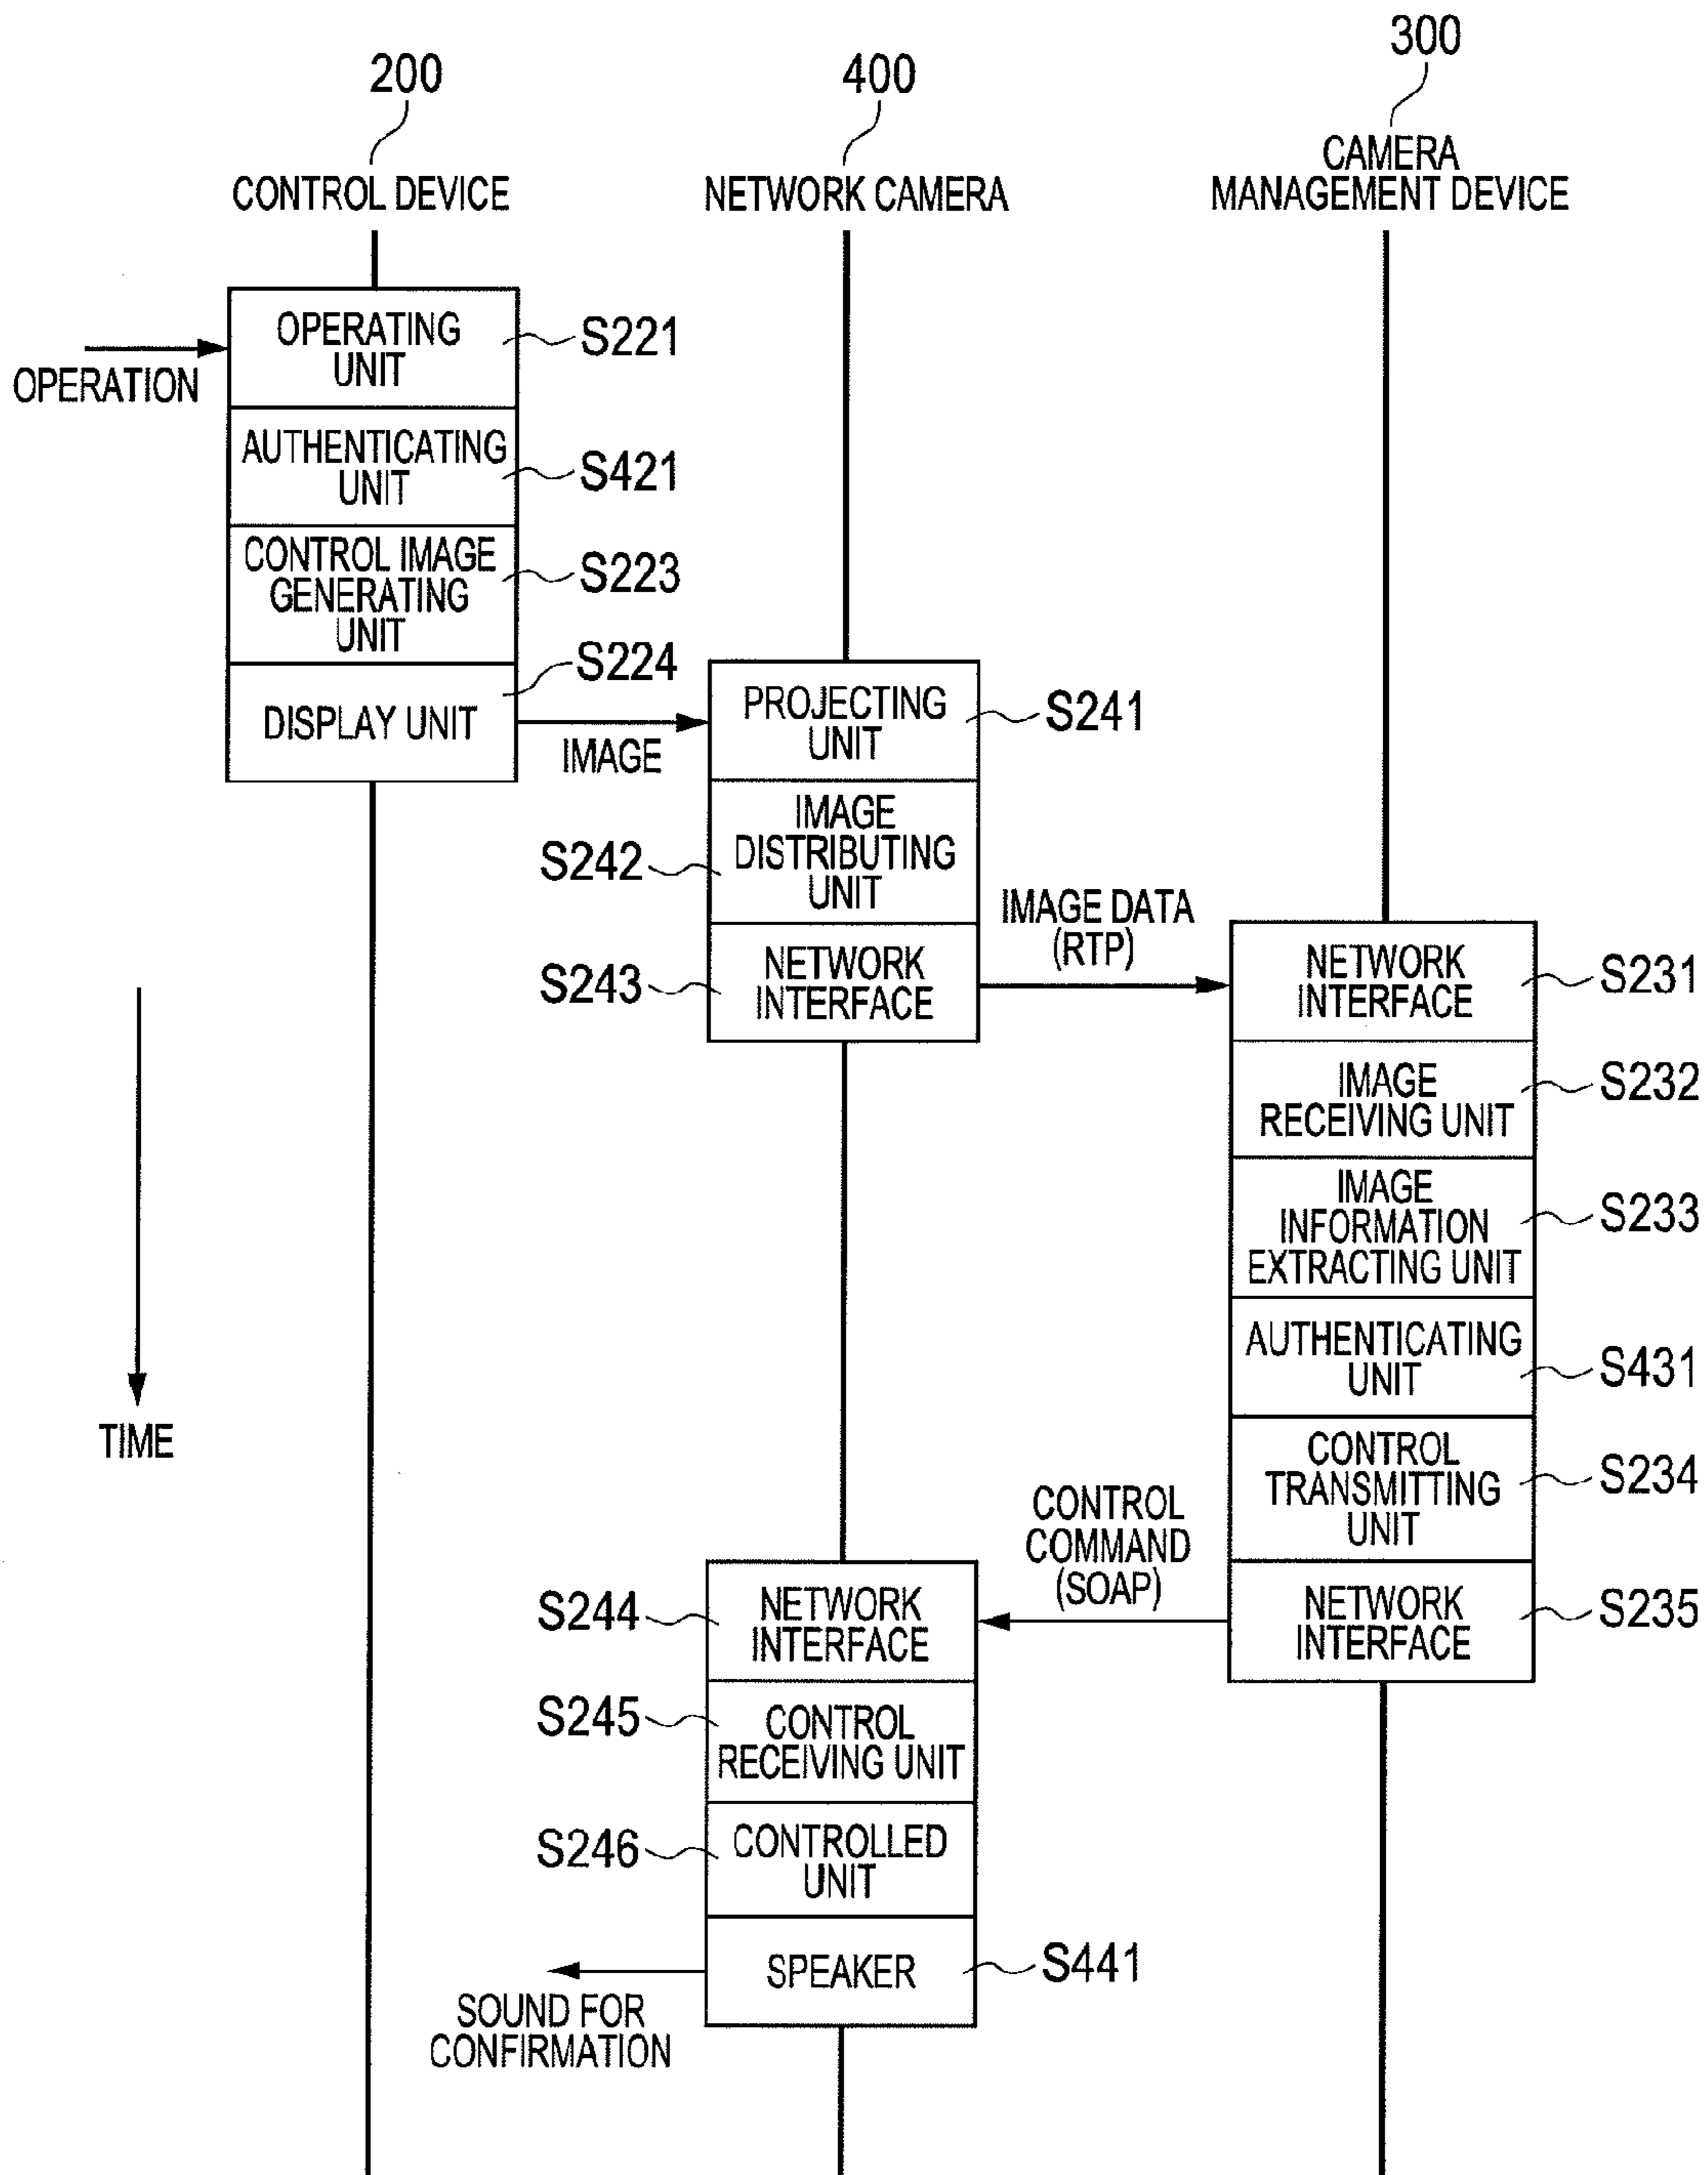 200
CONTROL DEVICE
400
NETWORK CAMERA
300
CAMERA
MANAGEMENT DEVICE
OPERATION
OPERATING
UNIT
S221
AUTHENTICATING
UNIT
S421
CONTROL IMAGE
GENERATING
UNIT
S223
DISPLAY UNIT
S224
IMAGE
PROJECTING
UNIT
S241
IMAGE
DISTRIBUTING
UNIT
S242
NETWORK
INTERFACE
S243
IMAGE DATA
(RTP)
NETWORK
INTERFACE
S231
IMAGE
RECEIVING UNIT
S232
IMAGE
INFORMATION
EXTRACTING UNIT
S233
AUTHENTICATING
UNIT
S431
CONTROL
TRANSMITTING
UNIT
S234
NETWORK
INTERFACE
S235
TIME
CONTROL
COMMAND
(SOAP)
S244
NETWORK
INTERFACE
S245
CONTROL
RECEIVING UNIT
S246
CONTROLLED
UNIT
SPEAKER
S441
SOUND FOR
CONFIRMATION